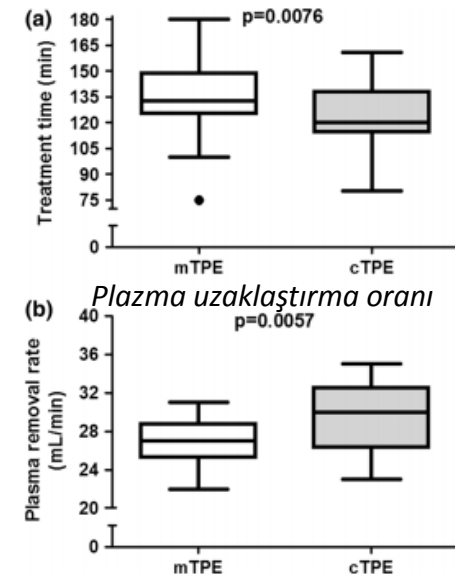 (a)
p=0.0076
Treatment time (min)
180
165
150
135
120
105
90
75
0
mTPE cTPE
Plazma uzaklaştırma oranı
(b)
p=0.0057
Plasma removal rate
(mL/min)
40
36
32
28
24
20
0
mTPE cTPE